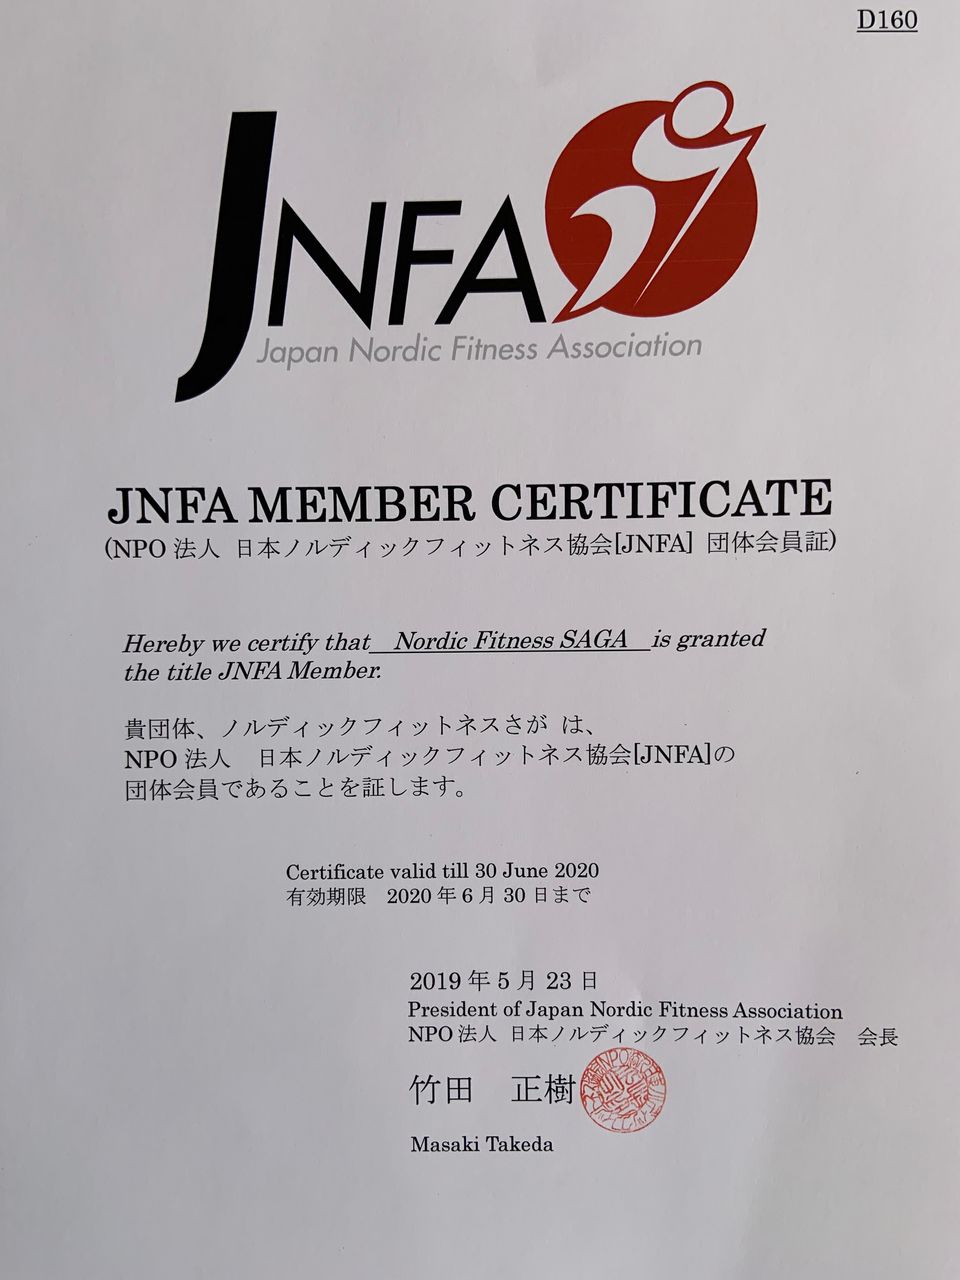 D160
JNFA
Japan Nordic Fitness Association
JNFA MEMBER CERTIFICATE
(NPO 法人 日本ノルディックフィットネス協会[JNFA] 団体会員証)
Hereby we certify that Nordic Fitness SAGA is granted
the title JNFA Member.
貴団体、ノルディックフィットネスさが は、
NPO 法人 日本ノルディックフィットネス協会[JNFA]の
団体会員であることを証します。
Certificate valid till 30 June 2020
有効期限 2020 年 6 月 30 日まで
2019 年 5 月 23 日
President of Japan Nordic Fitness Association
NPO 法人 日本ノルディックフィットネス協会 会長
竹田 正樹
Masaki Takeda